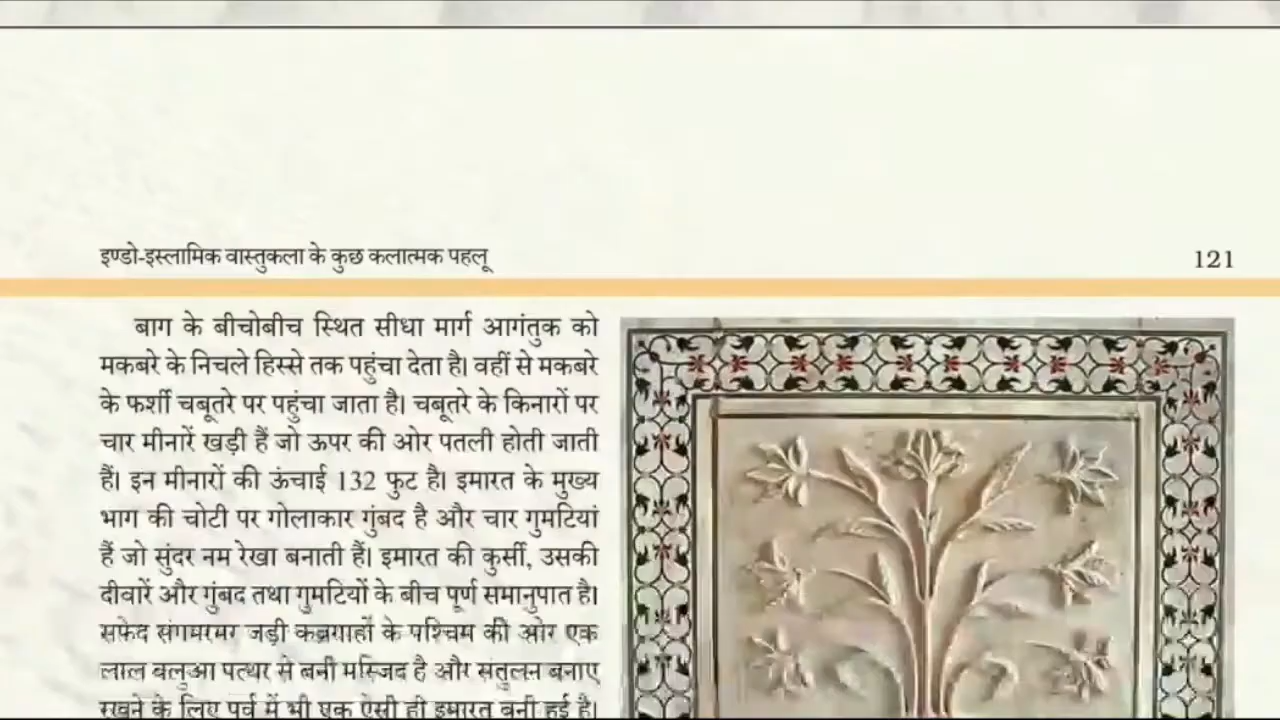 इण्डो-इस्लामिक वास्तुकला के कुछ कलात्मक पहलू
121
बाग के बीचोबीच स्थित सीधा मार्ग आगंतुक को
मकबरे के निचले हिस्से तक पहुंचा देता है। वहीं से मकबरे
के फर्शी चबूतरे पर पहुंचा जाता है। चबूतरे के किनारों पर
चार मीनारें खड़ी हैं जो ऊपर की ओर पतली होती जाती
हैं। इन मीनारों की ऊंचाई 132 फुट है। इमारत के मुख्य
भाग की चोटी पर गोलाकार गुंबद है और चार गुमटियां
हैं जो सुंदर नम रेखा बनाती हैं। इमारत की कुर्सी, उसकी
दीवारें और गुंबद तथा गुमटियों के बीच पूर्ण समानुपात है।
सफेद संगमरमर जड़ी कब्रगाहों के पश्चिम की ओर एक
लाल बलुआ पत्थर से बनी मस्जिद है और संतुलन बनाए
रखने के लिए पूर्व में भी एक ऐसी ही इमारत बनी हुई है।